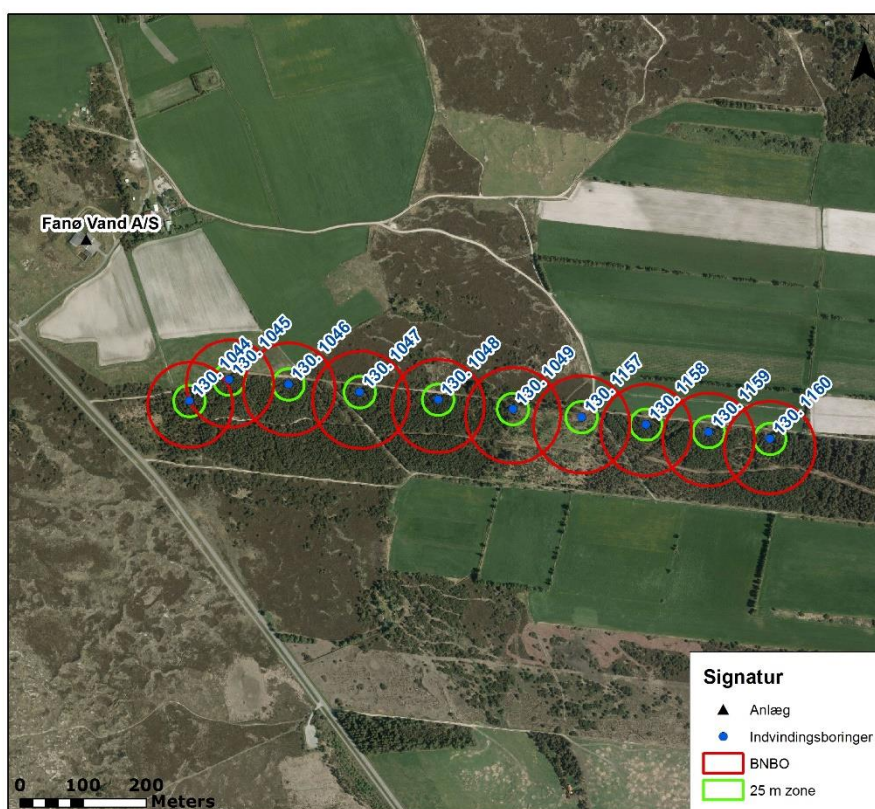 N
Fanø Vand A/S
130. 1044
130. 1045
130. 1046
130. 1047
130. 1048
130. 1049
130. 1157
130. 1158
130. 1159
130. 1160
Signatur
Anlæg
Indvindingsboringer
BNBO
25 m zone
0 100 200
Meters